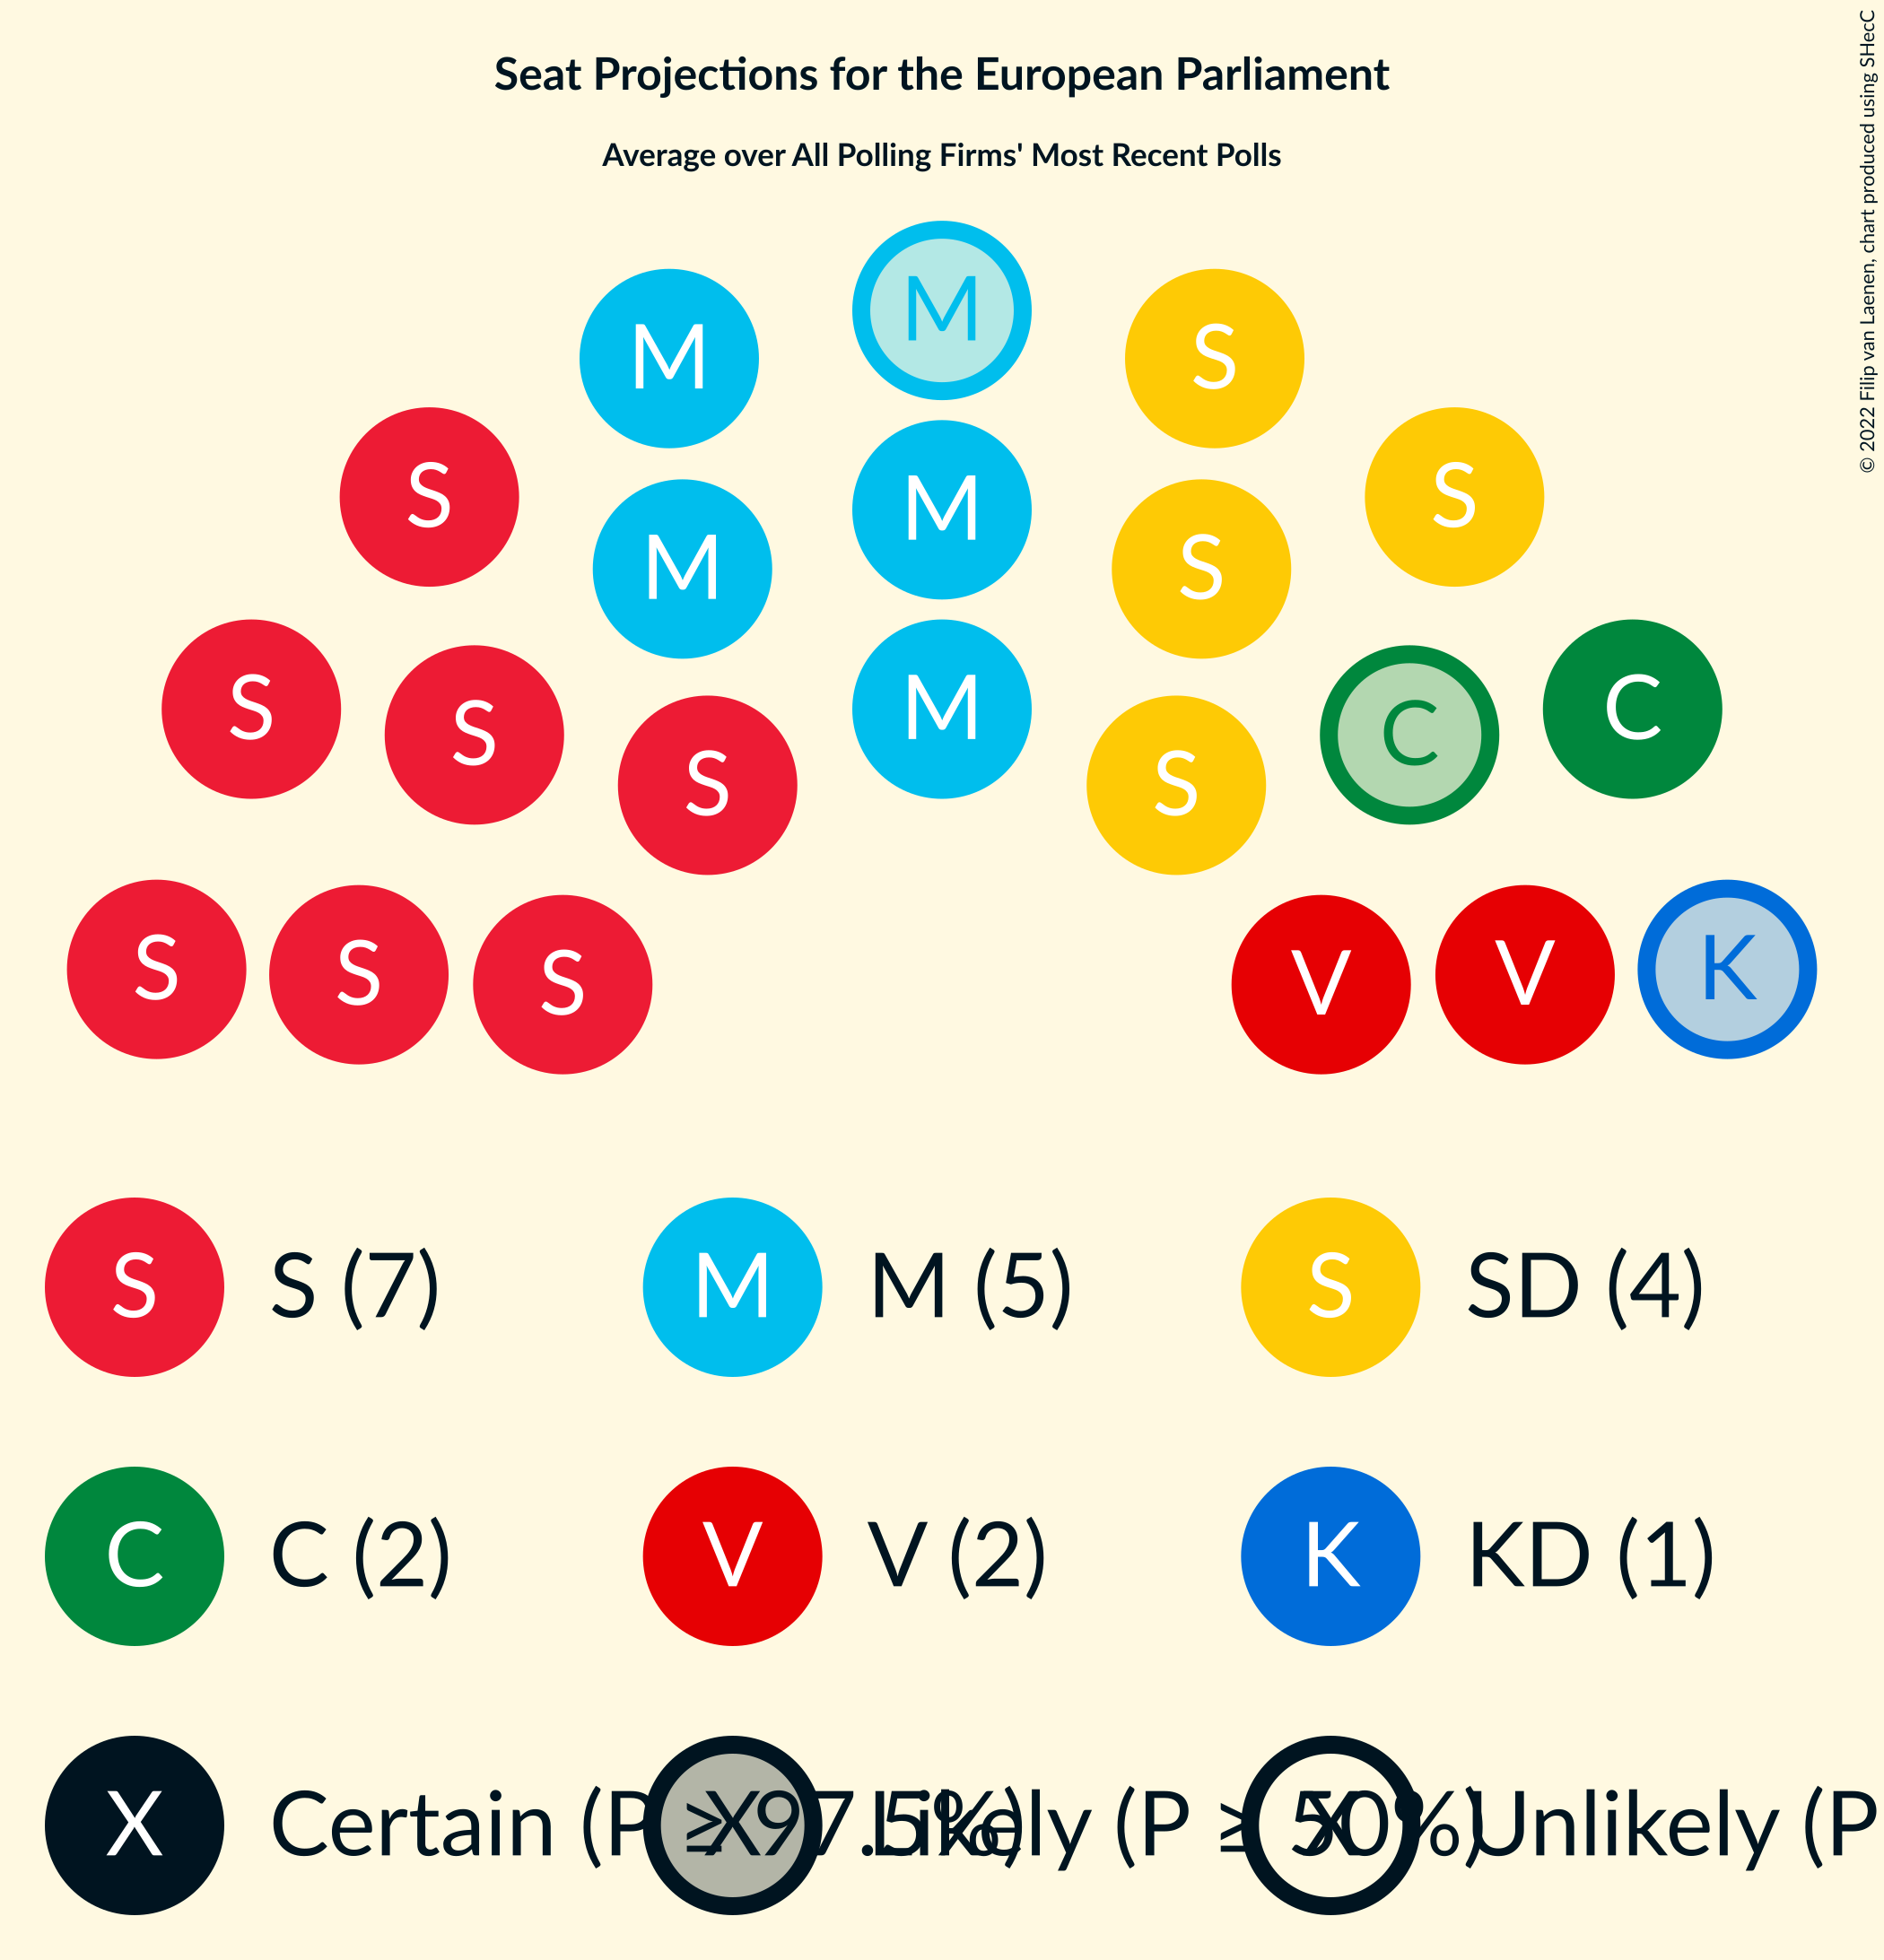 Seat Projections for the European Parliament
Average over All Polling Firms' Most Recent Polls
© 2022 Filip van Laenen, chart produced using SHecC
M
M S
S S
M
M S
M
S C
S C
S M
S S
S V V K
S S
S S (7) M M (5) S SD (4)
C C (2) V V (2) K KD (1)
X Certain (P ≥ 97.5%) X Likely (P ≥ 50%) X Unlikely (P